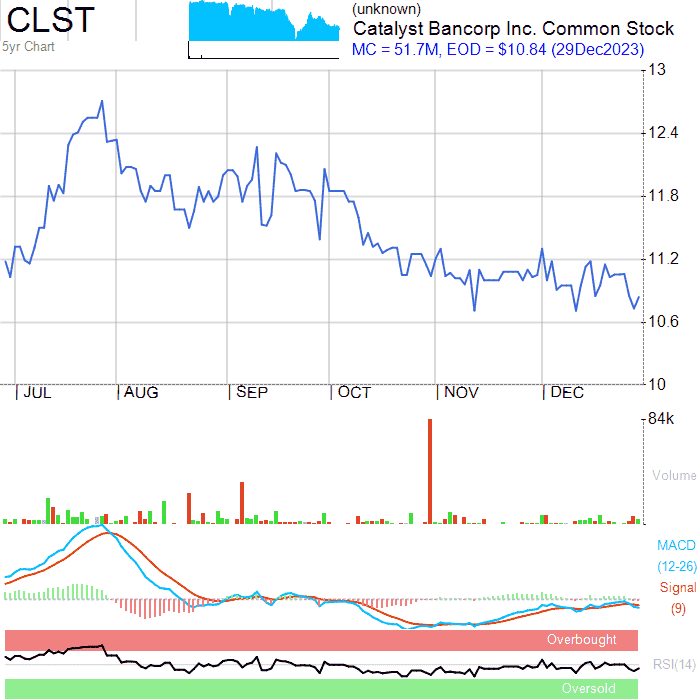 CLST
5yr Chart
(unknown)
Catalyst Bancorp Inc. Common Stock
MC = 51.7M, EOD = $10.84 (29Dec2023)
13
12.4
11.8
11.2
10.6
10
JUL AUG SEP OCT NOV DEC
84k
Volume
MACD
(12-26)
Signal
(9)
Overbought
RSI(14)
Oversold